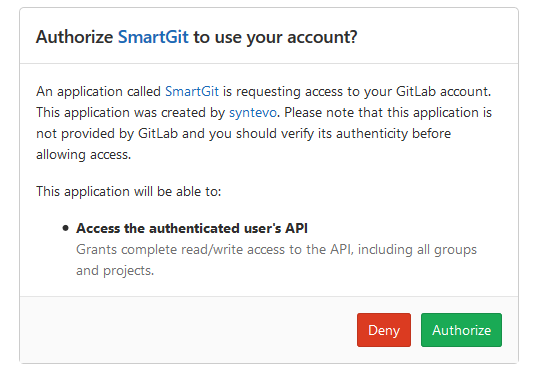 Authorize SmartGit to use your account?
An application called SmartGit is requesting access to your GitLab account.
This application was created by syntevo. Please note that this application is
not provided by GitLab and you should verify its authenticity before
allowing access.
This application will be able to:
• Access the authenticated user's API
Grants complete read/write access to the API, including all groups
and projects.
Deny
Authorize